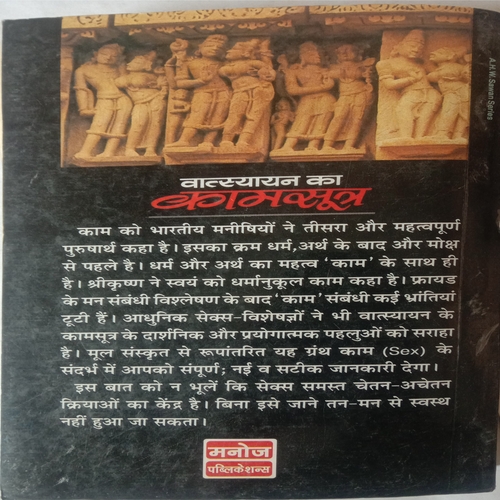 A.H.W. Sawan Series
वात्स्यायन का
कामसूत्र
काम को भारतीय मनीषियों ने तीसरा और महत्वपूर्ण
पुरुषार्थ कहा है। इसका क्रम धर्म, अर्थ के बाद और मोक्ष
से पहले है। धर्म और अर्थ का महत्व ‘काम’ के साथ ही
है। श्रीकृष्ण ने स्वयं को धर्मानुकूल काम कहा है। फ्रायड
के मन संबंधी विश्लेषण के बाद ‘काम’ संबंधी कई भ्रांतियां
टूटी हैं। आधुनिक सेक्स-विशेषज्ञों ने भी वात्स्यायन के
कामसूत्र के दार्शनिक और प्रयोगात्मक पहलुओं को सराहा
है। मूल संस्कृत से रूपांतरित यह ग्रंथ काम (Sex) के
संदर्भ में आपको संपूर्ण; नई व सटीक जानकारी देगा।
इस बात को न भूलें कि सेक्स समस्त चेतन-अचेतन
क्रियाओं का केंद्र है। बिना इसे जाने तन-मन से स्वस्थ
नहीं हुआ जा सकता।
मनोज
पब्लिकेशन्स